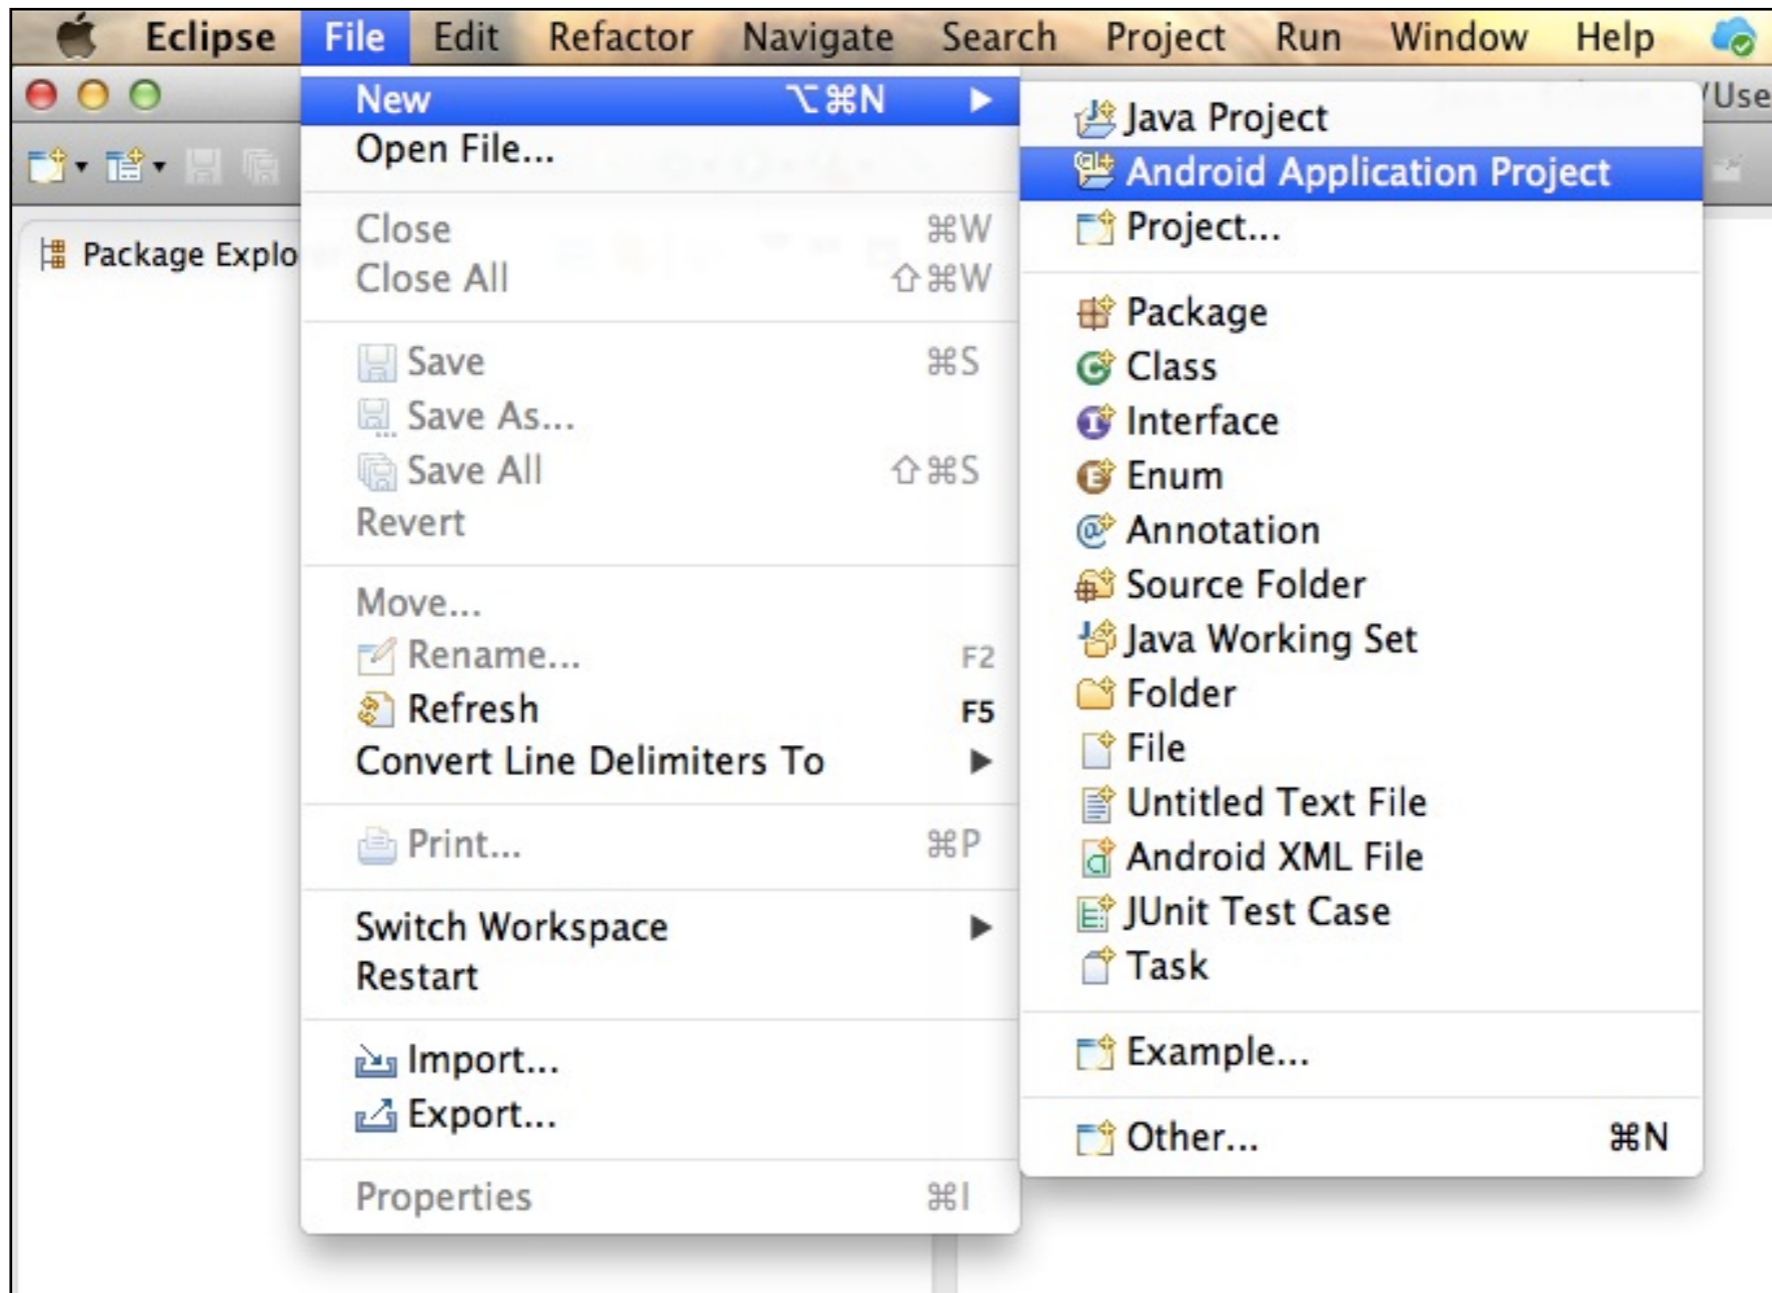 Eclipse File Edit Refactor Navigate Search Project Run Window Help
/Use
Package Explo
New ⌥⌘N ▶
Open File...
Close ⌘W
Close All ⇧⌘W
Save ⌘S
Save As...
Save All ⇧⌘S
Revert
Move...
Rename... F2
Refresh F5
Convert Line Delimiters To ▶
Print... ⌘P
Switch Workspace ▶
Restart
Import...
Export...
Properties ⌘I
Java Project
Android Application Project
Project...
Package
Class
Interface
Enum
Annotation
Source Folder
Java Working Set
Folder
File
Untitled Text File
Android XML File
JUnit Test Case
Task
Example...
Other... ⌘N